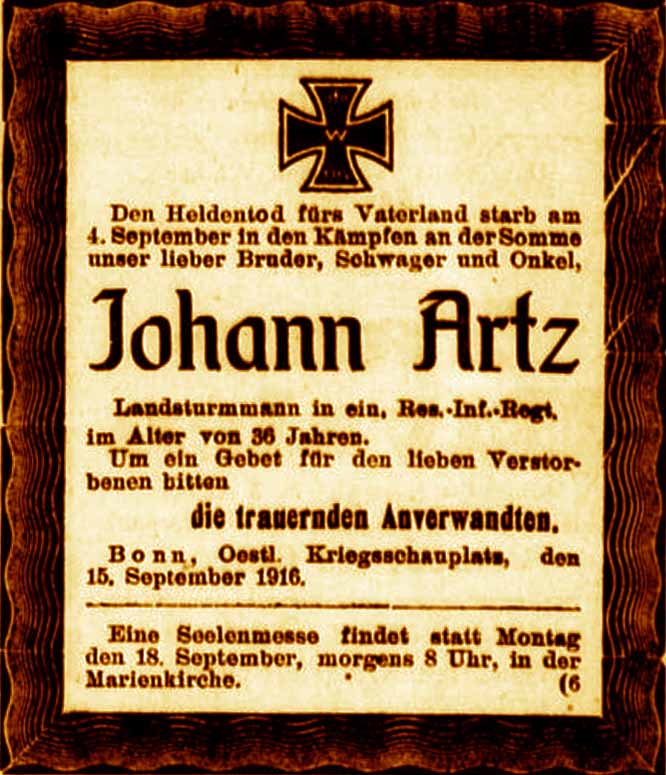 W
Den Heldentod fürs Vaterland starb am
4. September in den Kämpfen an der Somme
unser lieber Bruder, Schwager und Onkel,
Johann Artz
Landsturmmann in ein. Res.-Inf.-Regt.
im Alter von 36 Jahren.
Um ein Gebet für den lieben Verstor-
benen bitten
die trauernden Anverwandten.
Bonn, Oestl. Kriegsschauplatz, den
15. September 1916.
Eine Seelenmesse findet statt Montag
den 18. September, morgens 8 Uhr, in der
Marienkirche. (6